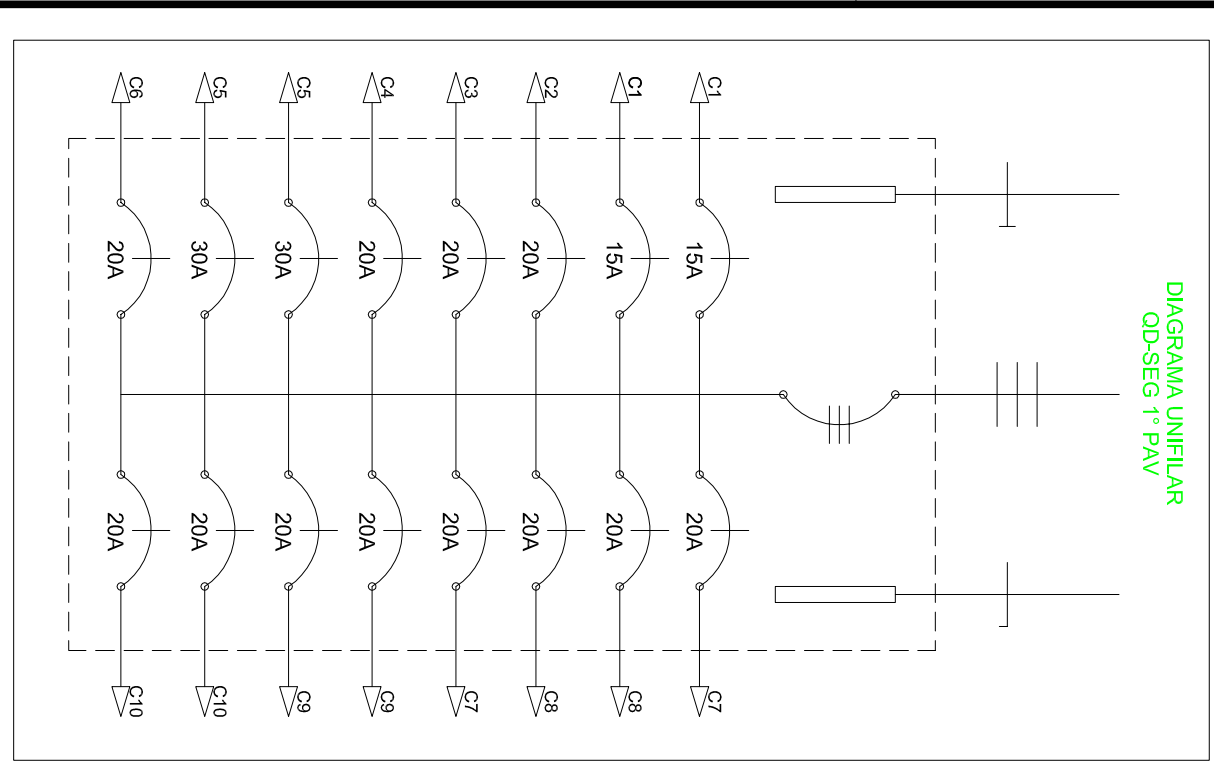 DIAGRAMA UNIFILAR
QD-SEG 1° PAV
C1 15A 20A C7
C1 15A 20A C8
C2 20A 20A C8
C3 20A 20A C7
C4 20A 20A C9
C5 30A 20A C9
C5 30A 20A C10
C6 20A 20A C10